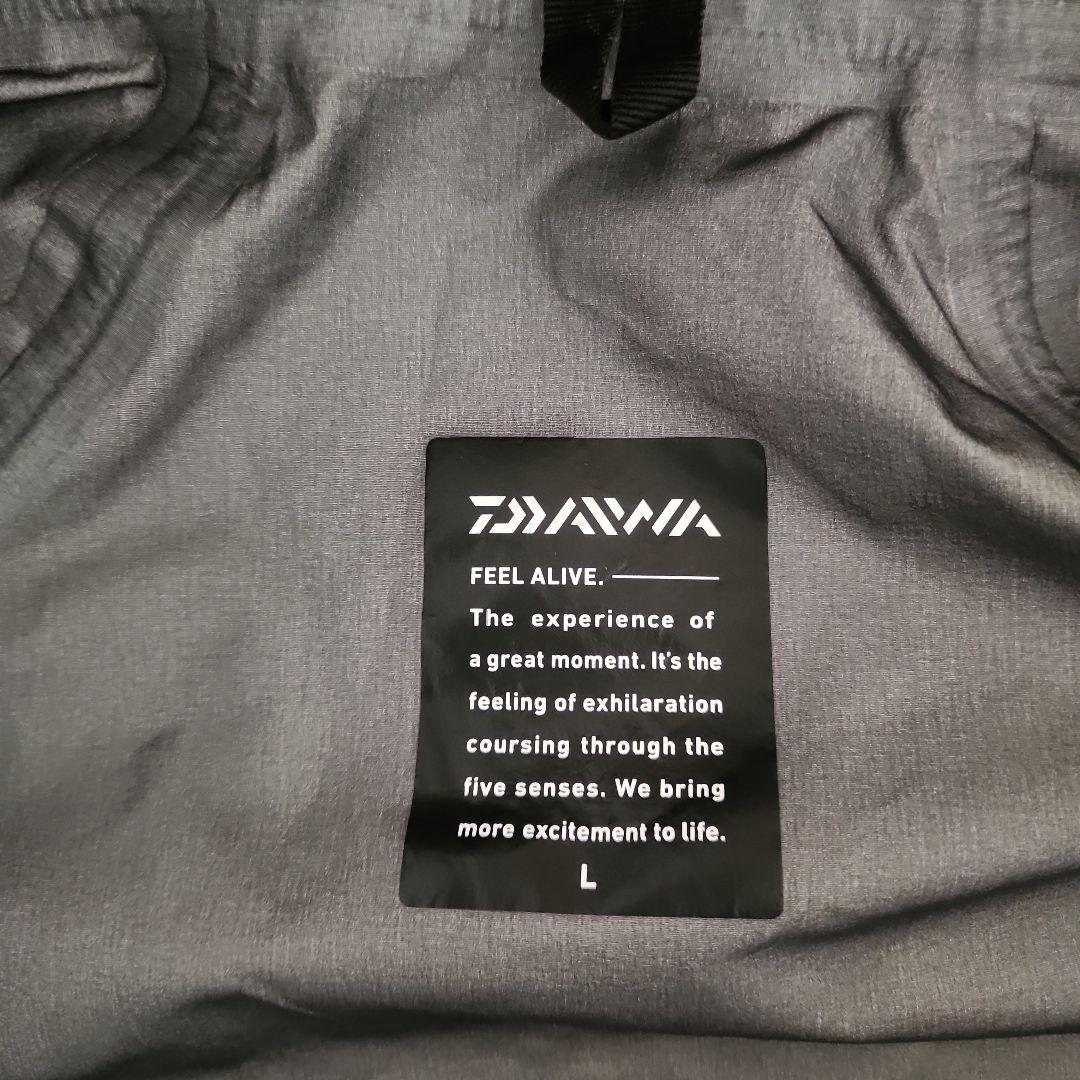 DAIWA
FEEL ALIVE.
The experience of
a great moment. It's the
feeling of exhilaration
coursing through the
five senses. We bring
more excitement to life.
L